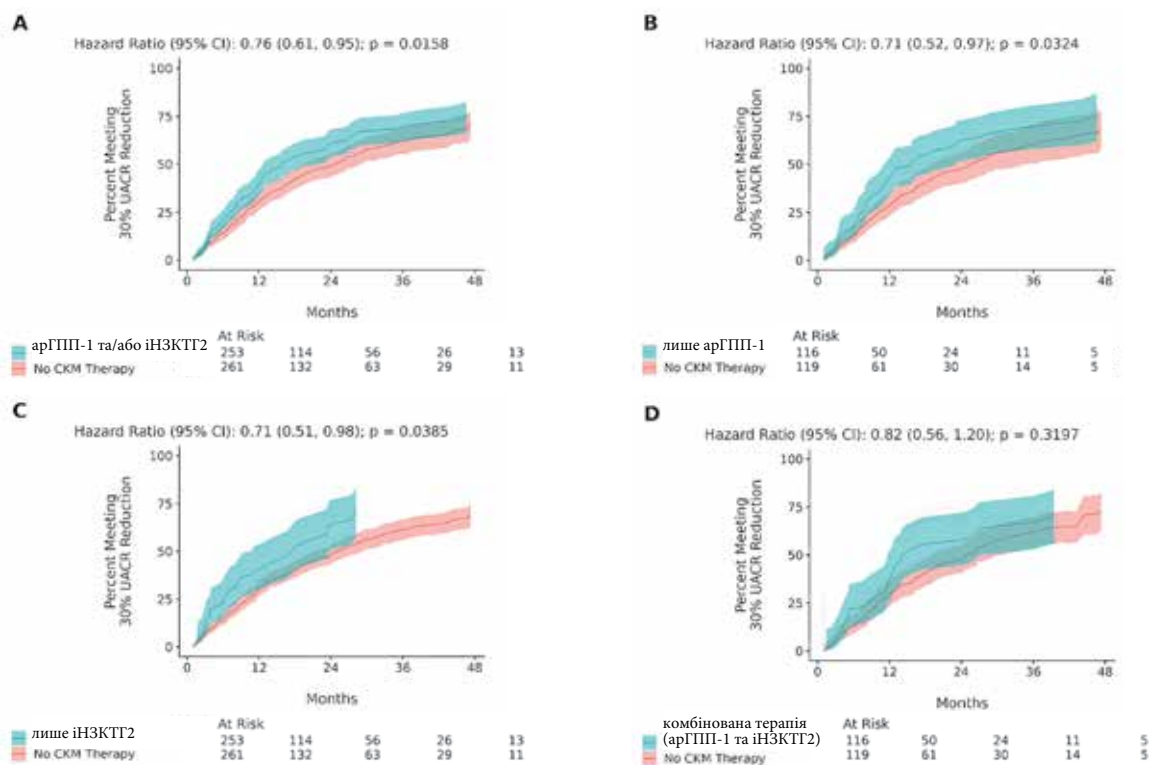 A
Hazard Ratio (95% CI): 0.76 (0.61, 0.95); p = 0.0158
Percent Meeting
30% UACR Reduction
100
75
50
25
0
0 12 24 36 48
Months
At Risk
арГПП-1 та/або іНЗКТГ2 253 114 56 26 13
No CKM Therapy 261 132 63 29 11
B
Hazard Ratio (95% CI): 0.71 (0.52, 0.97); p = 0.0324
Percent Meeting
30% UACR Reduction
100
75
50
25
0
0 12 24 36 48
Months
At Risk
лише арГПП-1 116 50 24 11 5
No CKM Therapy 119 61 30 14 5
C
Hazard Ratio (95% CI): 0.71 (0.51, 0.98); p = 0.0385
Percent Meeting
30% UACR Reduction
100
75
50
25
0
0 12 24 36 48
Months
At Risk
лише іНЗКТГ2 253 114 56 26 13
No CKM Therapy 261 132 63 29 11
D
Hazard Ratio (95% CI): 0.82 (0.56, 1.20); p = 0.3197
Percent Meeting
30% UACR Reduction
100
75
50
25
0
0 12 24 36 48
Months
комбінована терапія At Risk
(арГПП-1 та іНЗКТГ2) 116 50 24 11 5
No CKM Therapy 119 61 30 14 5